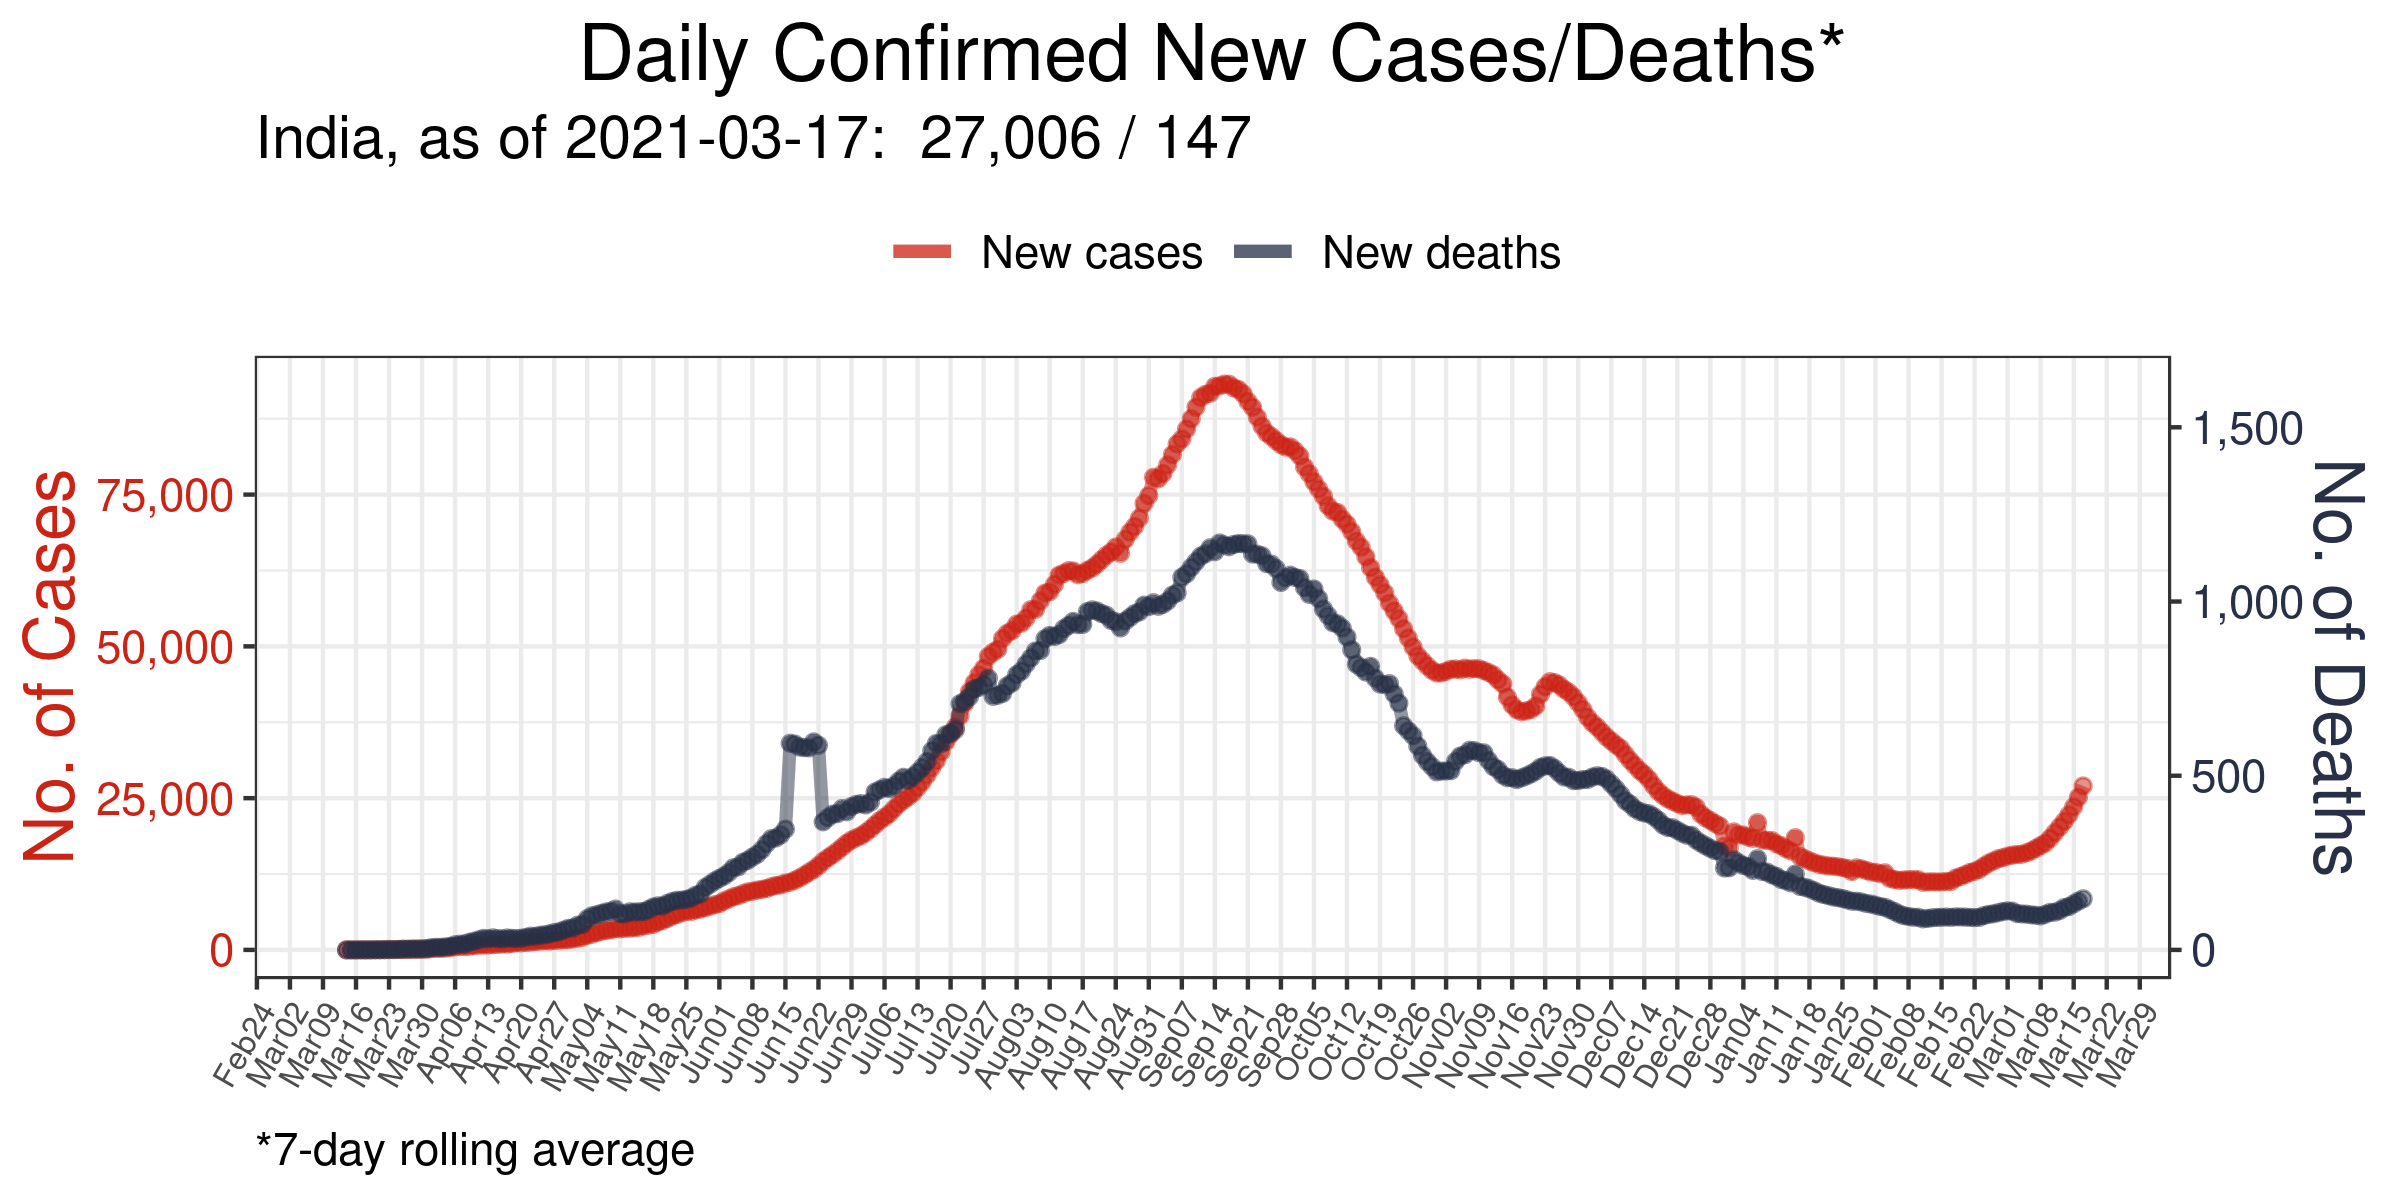 Daily Confirmed New Cases/Deaths*
India, as of 2021-03-17:  27,006 / 147
New cases
New deaths
No. of Cases
75,000
50,000
25,000
0
1,500
1,000
500
0
No. of Deaths
Feb24
Mar02
Mar09
Mar16
Mar23
Mar30
Apr06
Apr13
Apr20
Apr27
May04
May11
May18
May25
Jun01
Jun08
Jun15
Jun22
Jun29
Jul06
Jul13
Jul20
Jul27
Aug03
Aug10
Aug17
Aug24
Aug31
Sep07
Sep14
Sep21
Sep28
Oct05
Oct12
Oct19
Oct26
Nov02
Nov09
Nov16
Nov23
Nov30
Dec07
Dec14
Dec21
Dec28
Jan04
Jan11
Jan18
Jan25
Feb01
Feb08
Feb15
Feb22
Mar01
Mar08
Mar15
Mar22
Mar29
*7-day rolling average